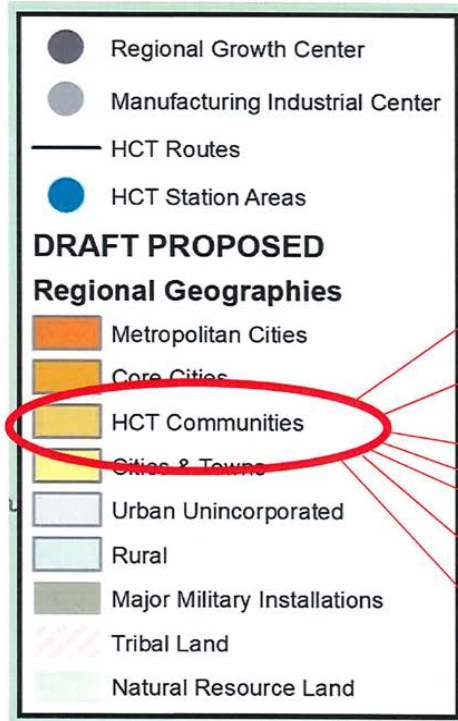 Regional Growth Center
Manufacturing Industrial Center
HCT Routes
HCT Station Areas
DRAFT PROPOSED
Regional Geographies
Metropolitan Cities
Core Cities
HCT Communities
Cities & Towns
Urban Unincorporated
Rural
Major Military Installations
Tribal Land
Natural Resource Land